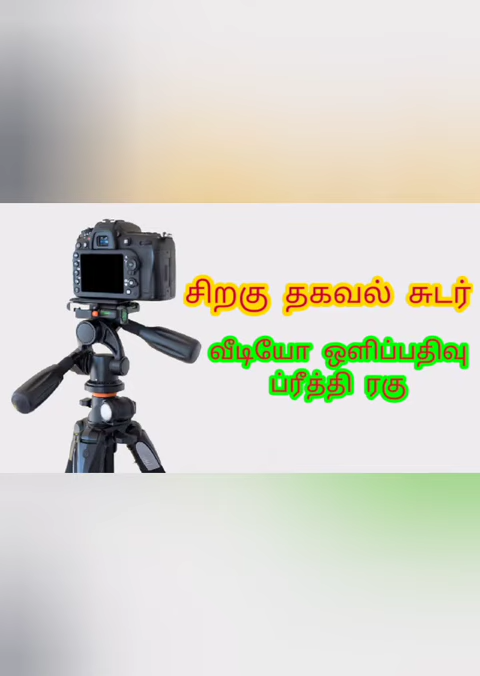 சிறகு தகவல் சுடர்
வீடியோ ஒளிப்பதிவு
ப்ரீத்தி ரகு